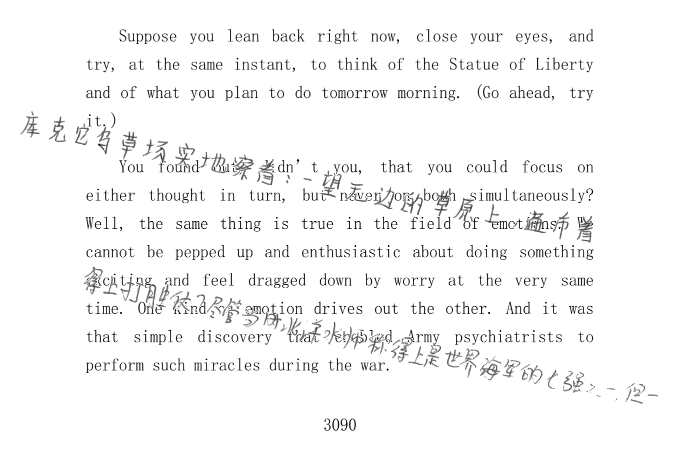 Suppose you lean back right now, close your eyes, and
try, at the same instant, to think of the Statue of Liberty
and of what you plan to do tomorrow morning. (Go ahead, try
it.)
库克它乌草场实地察看:一望无边的草原上,遍布着
You found out, didn't you, that you could focus on
either thought in turn, but never on both simultaneously?
Well, the same thing is true in the field of emotions. We
cannot be pepped up and enthusiastic about doing something
得上打胜仗?尽管当时北洋水师称得上是世界海军的七强之一,但一
exciting and feel dragged down by worry at the very same
time. One kind of emotion drives out the other. And it was
that simple discovery that enabled Army psychiatrists to
perform such miracles during the war.
3090